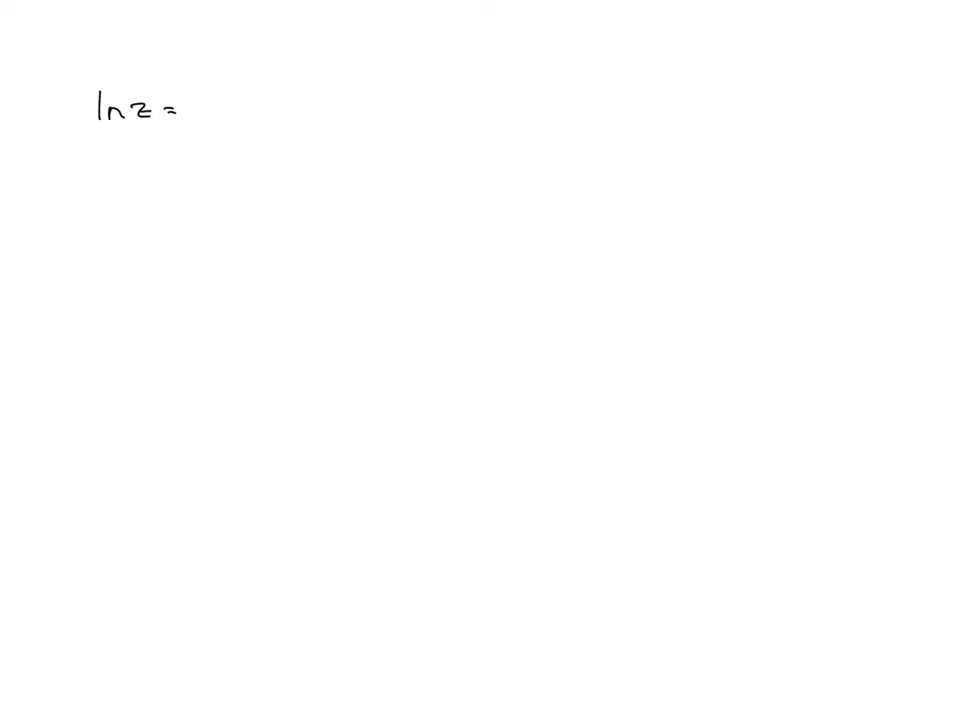 ln z =